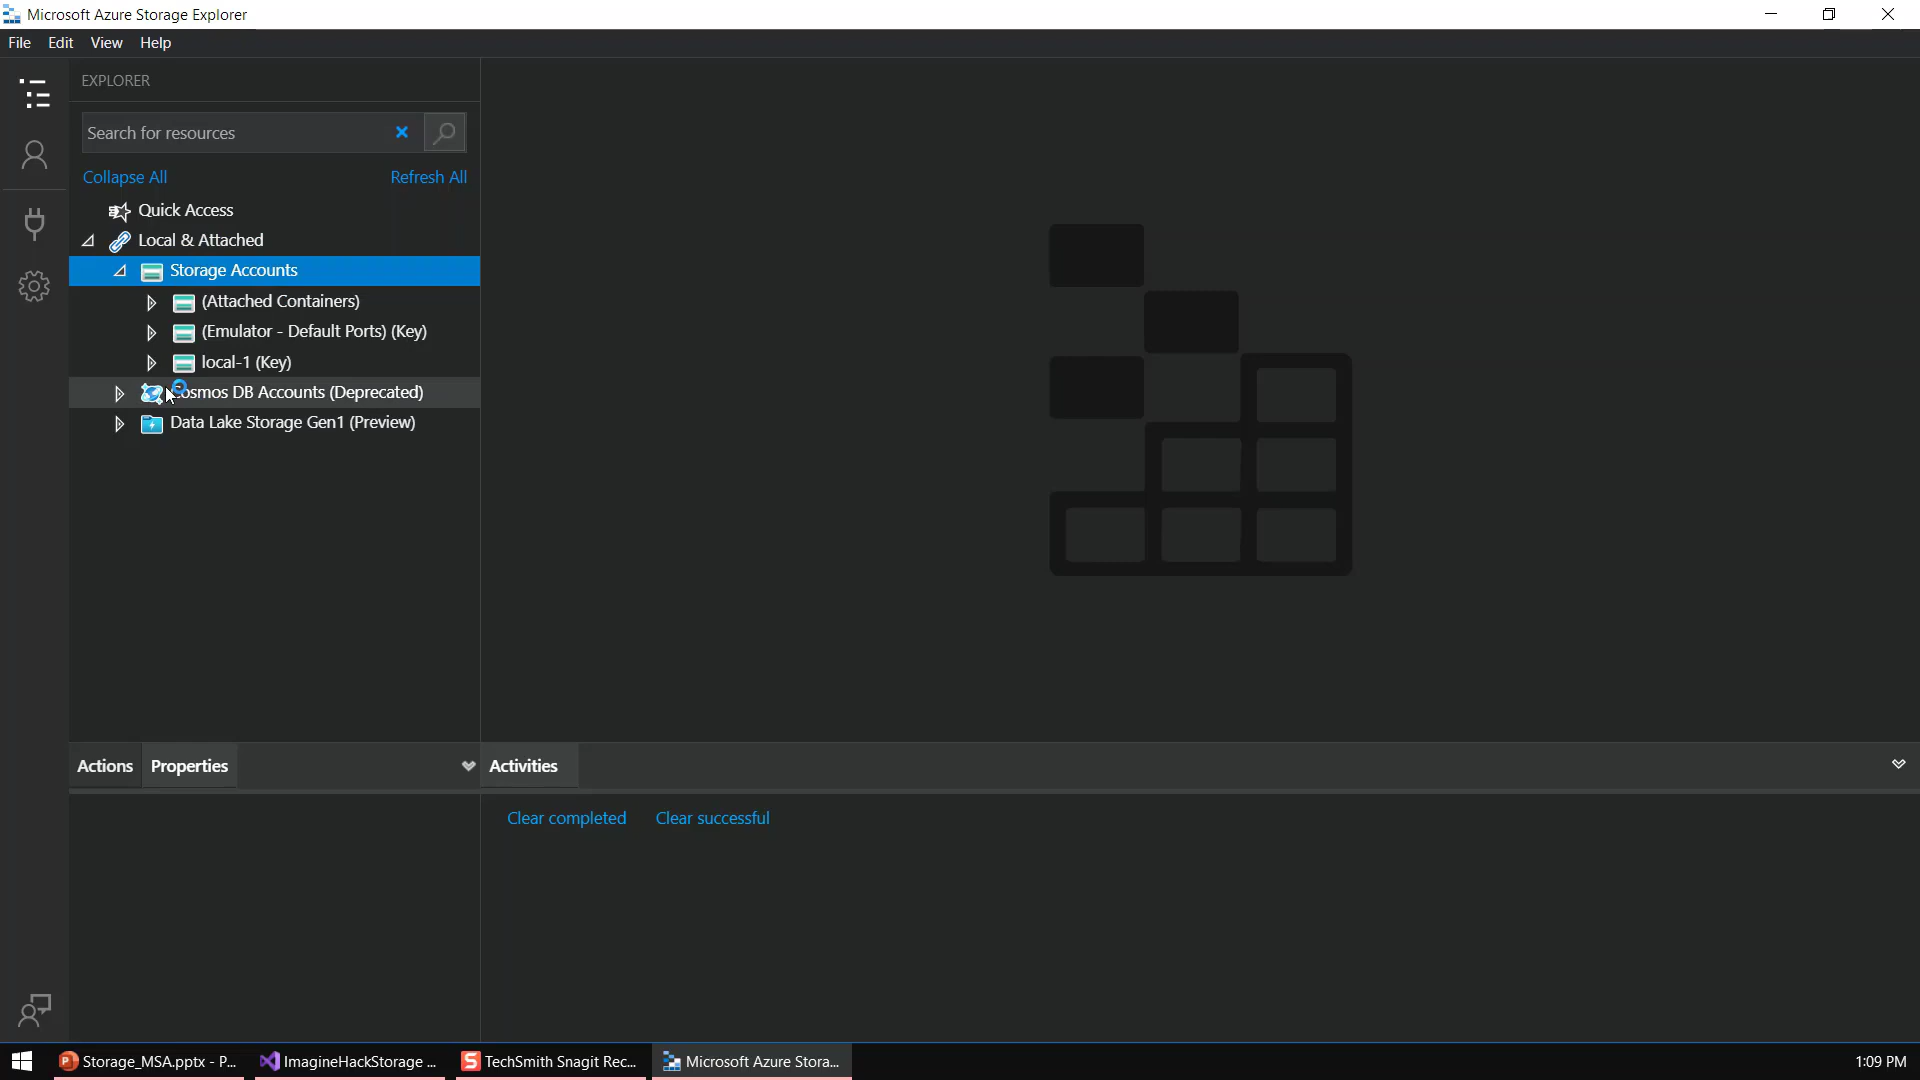 Microsoft Azure Storage Explorer
File Edit View Help
EXPLORER
Search for resources
Collapse All Refresh All
Quick Access
Local & Attached
Storage Accounts
(Attached Containers)
(Emulator - Default Ports) (Key)
local-1 (Key)
Cosmos DB Accounts (Deprecated)
Data Lake Storage Gen1 (Preview)
Actions Properties Activities
Clear completed Clear successful
Storage_MSA.pptx - P... ImagineHackStorage ... TechSmith Snagit Rec... Microsoft Azure Stora... 1:09 PM